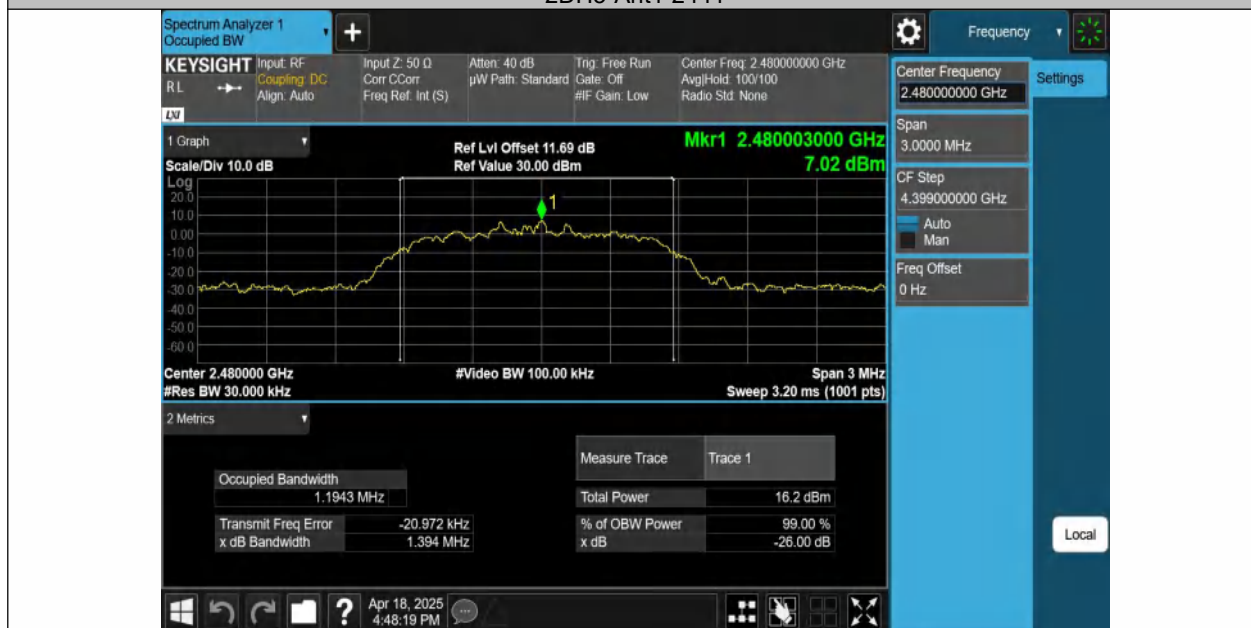 Spectrum Analyzer 1
Occupied BW
+
Frequency
KEYSIGHT
RL
LXI
Input: RF
Coupling: DC
Align: Auto
Input Z: 50 Ω
Corr CCorr
Freq Ref: Int (S)
Atten: 40 dB
µW Path: Standard
Trig: Free Run
Gate: Off
#IF Gain: Low
Center Freq: 2.480000000 GHz
Avg|Hold: 100/100
Radio Std: None
Center Frequency
2.480000000 GHz
Settings
Span
3.0000 MHz
CF Step
4.399000000 GHz
Auto
Man
Freq Offset
0 Hz
Local
1 Graph
Scale/Div 10.0 dB
Ref Lvl Offset 11.69 dB
Ref Value 30.00 dBm
Mkr1 2.480003000 GHz
7.02 dBm
Log
20.0
10.0
0.00
-10.0
-20.0
-30.0
-40.0
-50.0
-60.0
1
Center 2.480000 GHz
#Res BW 30.000 kHz
#Video BW 100.00 kHz
Span 3 MHz
Sweep 3.20 ms (1001 pts)
2 Metrics
Measure Trace Trace 1
Occupied Bandwidth
1.1943 MHz
Total Power 16.2 dBm
Transmit Freq Error -20.972 kHz
% of OBW Power 99.00 %
x dB Bandwidth 1.394 MHz
x dB -26.00 dB
?
Apr 18, 2025
4:48:19 PM